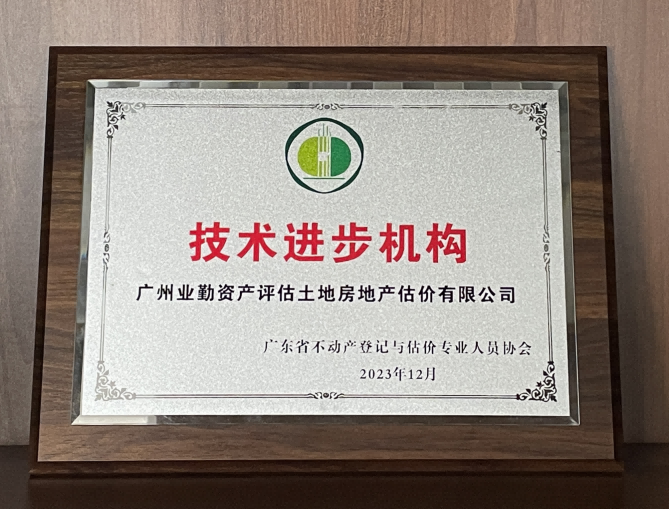 技术进步机构
广州业勤资产评估土地房地产估价有限公司
广东省不动产登记与估价专业人员协会
2023年12月